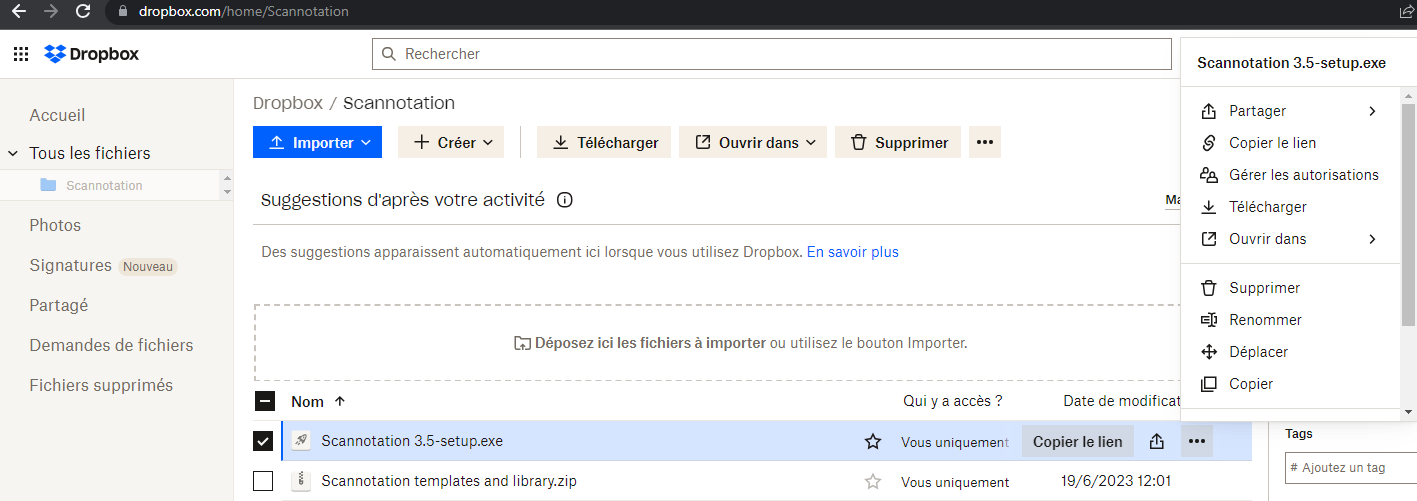 dropbox.com/home/Scannotation
Dropbox
Rechercher
Accueil
Tous les fichiers
Scannotation
Photos
Signatures Nouveau
Partagé
Demandes de fichiers
Fichiers supprimés
Dropbox / Scannotation
Importer
Créer
Télécharger
Ouvrir dans
Supprimer
Suggestions d'après votre activité
Ma
Des suggestions apparaissent automatiquement ici lorsque vous utilisez Dropbox. En savoir plus
Déposez ici les fichiers à importer ou utilisez le bouton Importer.
Nom
Qui y a accès ?
Date de modificat
Scannotation 3.5-setup.exe
Vous uniquement
Copier le lien
Scannotation templates and library.zip
Vous uniquement
19/6/2023 12:01
Scannotation 3.5-setup.exe
Partager
Copier le lien
Gérer les autorisations
Télécharger
Ouvrir dans
Supprimer
Renommer
Déplacer
Copier
Tags
# Ajoutez un tag